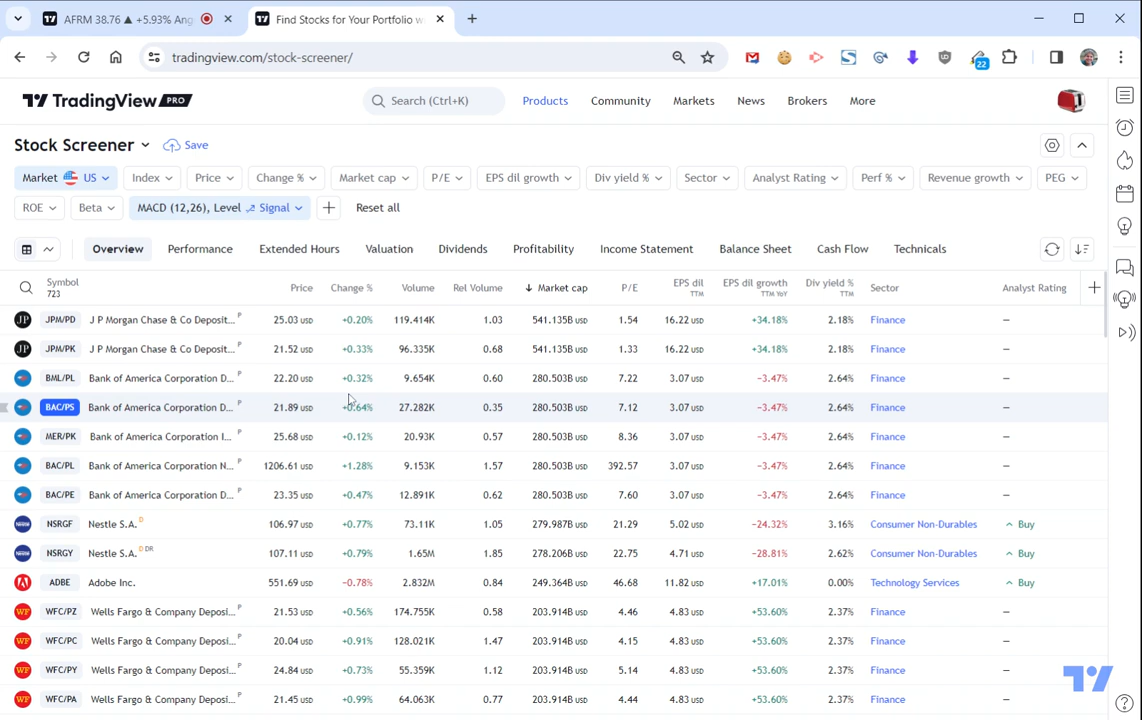 AFRM 38.76 ▲ +5.93% Ang
Find Stocks for Your Portfolio w
tradingview.com/stock-screener/
22
TradingView PRO
Search (Ctrl+K)
Products
Community
Markets
News
Brokers
More
Stock Screener
Save
Market US
Index
Price
Change %
Market cap
P/E
EPS dil growth
Div yield %
Sector
Analyst Rating
Perf %
Revenue growth
PEG
ROE
Beta
MACD (12,26), Level Signal
Reset all
Overview
Performance
Extended Hours
Valuation
Dividends
Profitability
Income Statement
Balance Sheet
Cash Flow
Technicals
Symbol 723 Price Change % Volume Rel Volume ↓ Market cap P/E EPS dil TTM EPS dil growth TTM YoY Div yield % TTM Sector Analyst Rating
JP JPM/PD J P Morgan Chase & Co Deposit... P 25.03 USD +0.20% 119.414K 1.03 541.135B USD 1.54 16.22 USD +34.18% 2.18% Finance —
JP JPM/PK J P Morgan Chase & Co Deposit... P 21.52 USD +0.33% 96.335K 0.68 541.135B USD 1.33 16.22 USD +34.18% 2.18% Finance —
BML/PL Bank of America Corporation D... P 22.20 USD +0.32% 9.654K 0.60 280.503B USD 7.22 3.07 USD −3.47% 2.64% Finance —
BAC/PS Bank of America Corporation D... P 21.89 USD +0.64% 27.282K 0.35 280.503B USD 7.12 3.07 USD −3.47% 2.64% Finance —
MER/PK Bank of America Corporation I... P 25.68 USD +0.12% 20.93K 0.57 280.503B USD 8.36 3.07 USD −3.47% 2.64% Finance —
BAC/PL Bank of America Corporation N... P 1206.61 USD +1.28% 9.153K 1.57 280.503B USD 392.57 3.07 USD −3.47% 2.64% Finance —
BAC/PE Bank of America Corporation D... P 23.35 USD +0.47% 12.891K 0.62 280.503B USD 7.60 3.07 USD −3.47% 2.64% Finance —
NSRGF Nestle S.A. D 106.97 USD +0.77% 73.11K 1.05 279.987B USD 21.29 5.02 USD −24.32% 3.16% Consumer Non-Durables Buy
NSRGY Nestle S.A. D DR 107.11 USD +0.79% 1.65M 1.85 278.206B USD 22.75 4.71 USD −28.81% 2.62% Consumer Non-Durables Buy
ADBE Adobe Inc. 551.69 USD −0.78% 2.832M 0.84 249.364B USD 46.68 11.82 USD +17.01% 0.00% Technology Services Buy
WF WFC/PZ Wells Fargo & Company Deposi... P 21.53 USD +0.56% 174.755K 0.58 203.914B USD 4.46 4.83 USD +53.60% 2.37% Finance —
WF WFC/PC Wells Fargo & Company Deposi... P 20.04 USD +0.91% 128.021K 1.47 203.914B USD 4.15 4.83 USD +53.60% 2.37% Finance —
WF WFC/PY Wells Fargo & Company Deposi... P 24.84 USD +0.73% 55.359K 1.12 203.914B USD 5.14 4.83 USD +53.60% 2.37% Finance —
WF WFC/PA Wells Fargo & Company Deposi... P 21.45 USD +0.99% 64.063K 0.77 203.914B USD 4.44 4.83 USD +53.60% 2.37% Finance —